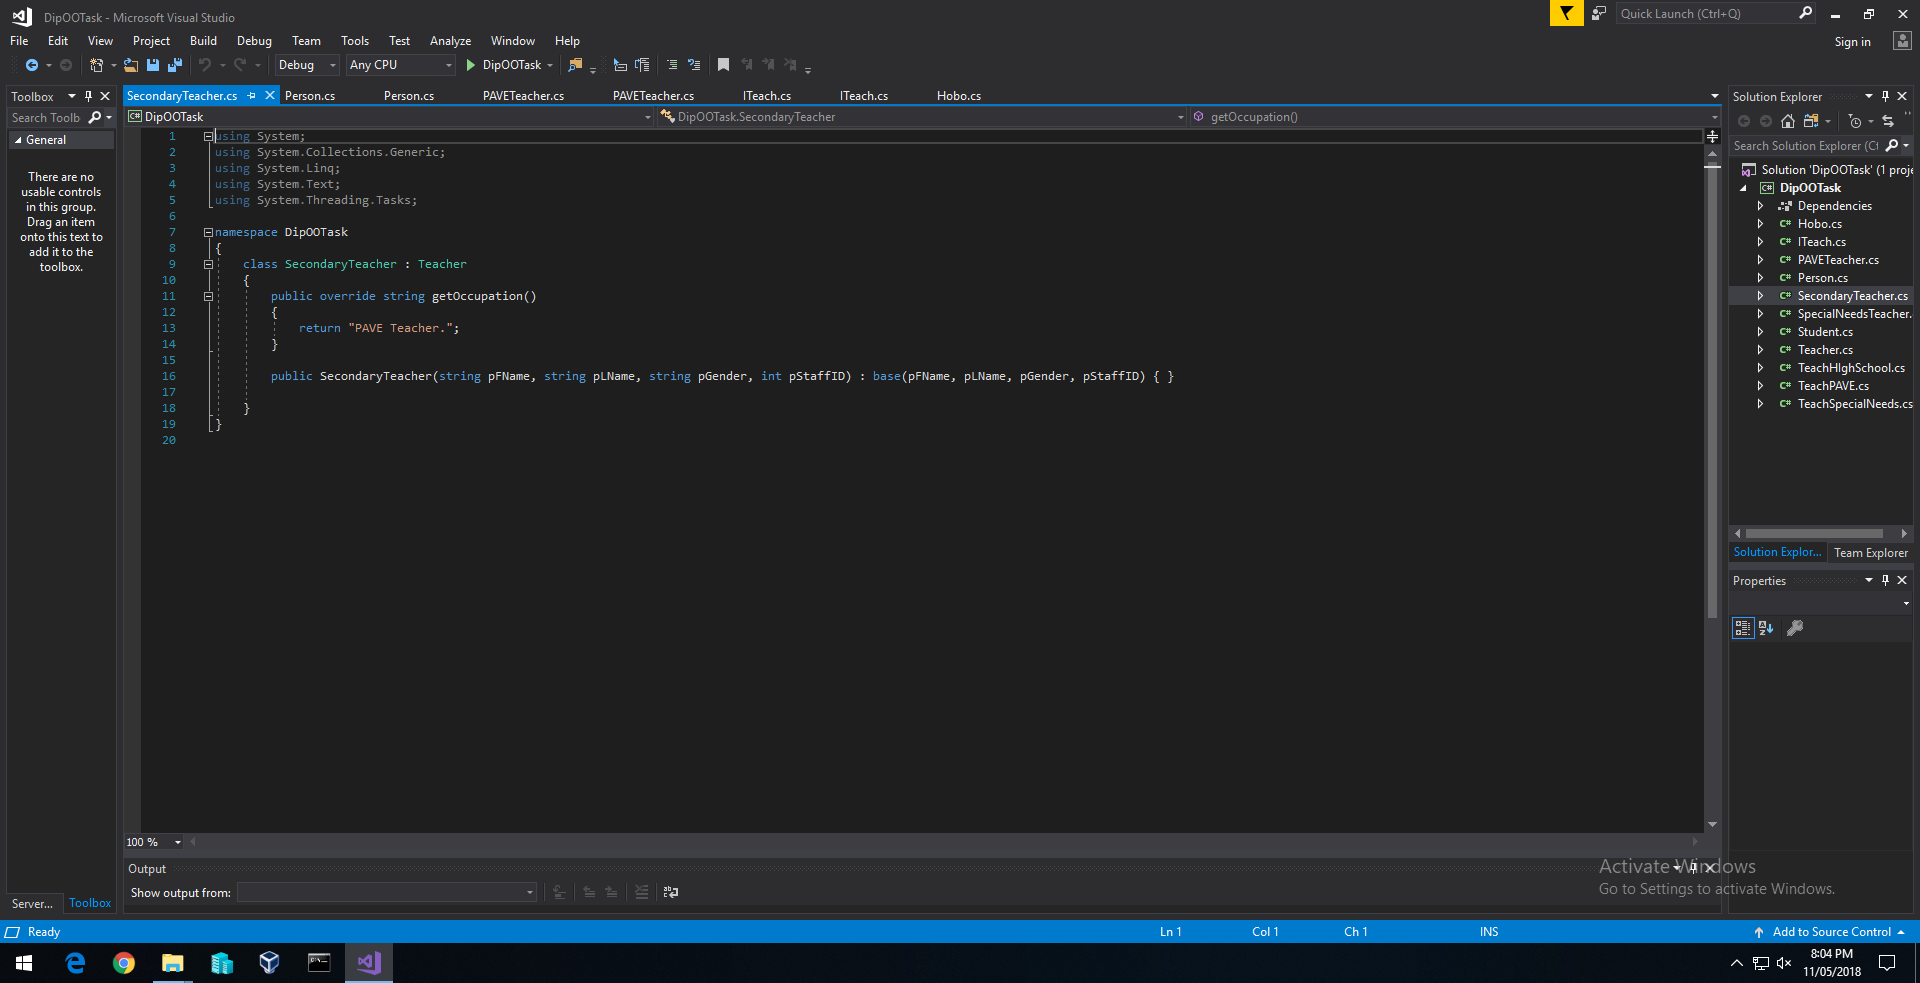 DipOOTask - Microsoft Visual Studio
Quick Launch (Ctrl+Q)
File Edit View Project Build Debug Team Tools Test Analyze Window Help
Sign in
Debug Any CPU DipOOTask
Toolbox
Search Toolb
General
There are no
usable controls
in this group.
Drag an item
onto this text to
add it to the
toolbox.
Server...
Toolbox
SecondaryTeacher.cs Person.cs Person.cs PAVETeacher.cs PAVETeacher.cs ITeach.cs ITeach.cs Hobo.cs
C# DipOOTask
DipOOTask.SecondaryTeacher
getOccupation()
1 using System;
2 using System.Collections.Generic;
3 using System.Linq;
4 using System.Text;
5 using System.Threading.Tasks;
6
7 namespace DipOOTask
8 {
9 class SecondaryTeacher : Teacher
10 {
11 public override string getOccupation()
12 {
13 return "PAVE Teacher.";
14 }
15
16 public SecondaryTeacher(string pFName, string pLName, string pGender, int pStaffID) : base(pFName, pLName, pGender, pStaffID) { }
17
18 }
19 }
20
100 %
Output
Show output from:
Solution Explorer
Search Solution Explorer (Ct
Solution 'DipOOTask' (1 proje
C# DipOOTask
Dependencies
C# Hobo.cs
C# ITeach.cs
C# PAVETeacher.cs
C# Person.cs
C# SecondaryTeacher.cs
C# SpecialNeedsTeacher.
C# Student.cs
C# Teacher.cs
C# TeachHIghSchool.cs
C# TeachPAVE.cs
C# TeachSpecialNeeds.cs
Solution Explor... Team Explorer
Properties
Activate Windows
Go to Settings to activate Windows.
Ready Ln 1 Col 1 Ch 1 INS Add to Source Control
8:04 PM
11/05/2018